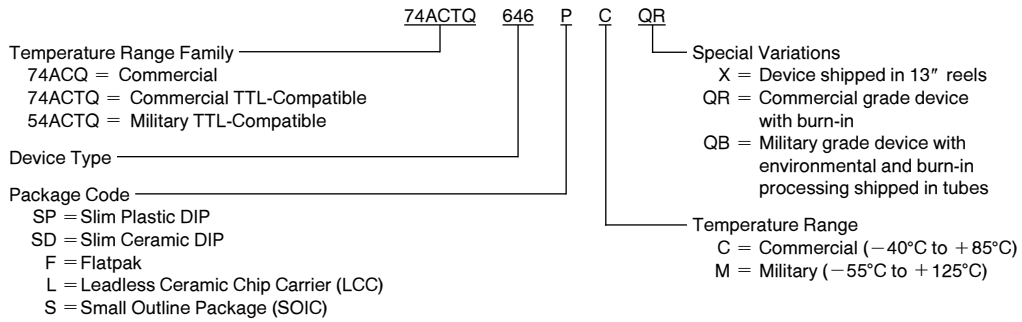 74ACTQ 646 P C QR
Temperature Range Family
74ACQ = Commercial
74ACTQ = Commercial TTL-Compatible
54ACTQ = Military TTL-Compatible
Device Type
Package Code
SP = Slim Plastic DIP
SD = Slim Ceramic DIP
F = Flatpak
L = Leadless Ceramic Chip Carrier (LCC)
S = Small Outline Package (SOIC)
Special Variations
X = Device shipped in 13″ reels
QR = Commercial grade device
with burn-in
QB = Military grade device with
environmental and burn-in
processing shipped in tubes
Temperature Range
C = Commercial (−40°C to +85°C)
M = Military (−55°C to +125°C)